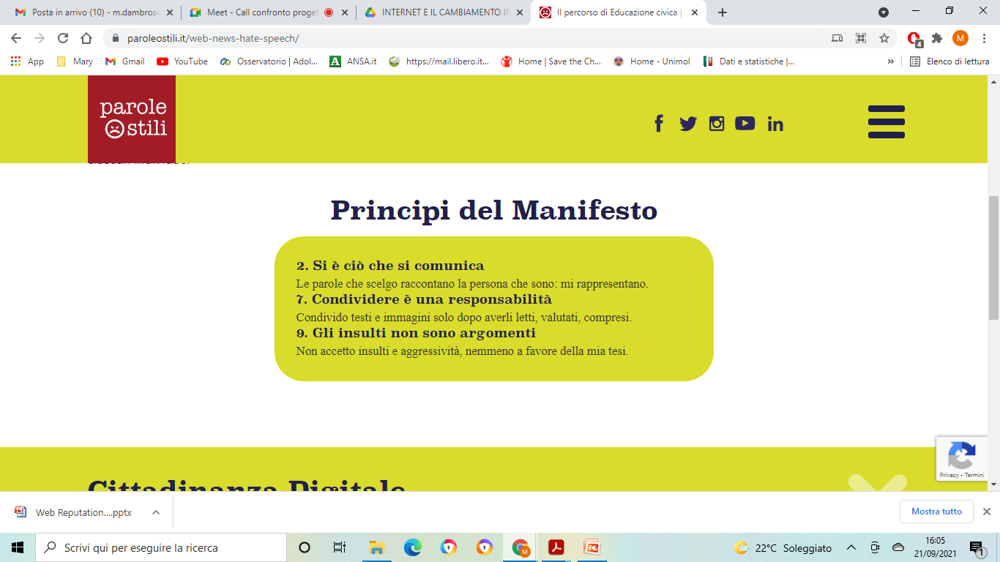 Posta in arrivo (10) - m.dambrosi
Meet - Call confronto proget
INTERNET E IL CAMBIAMENTO IN
Il percorso di Educazione civica |
paroleostili.it/web-news-hate-speech/
4
M
App
Mary
Gmail
YouTube
Osservatorio | Adol...
ANSA.it
https://mail.libero.it...
Home | Save the Ch...
Home - Unimol
Dati e statistiche |...
»
Elenco di lettura
parole
stili
Principi del Manifesto
2. Si è ciò che si comunica
Le parole che scelgo raccontano la persona che sono: mi rappresentano.
7. Condividere è una responsabilità
Condivido testi e immagini solo dopo averli letti, valutati, compresi.
9. Gli insulti non sono argomenti
Non accetto insulti e aggressività, nemmeno a favore della mia tesi.
Cittadinanza Digitale
Privacy - Termini
Web Reputation....pptx
Mostra tutto
Scrivi qui per eseguire la ricerca
M
22°C Soleggiato
16:05
21/09/2021
1